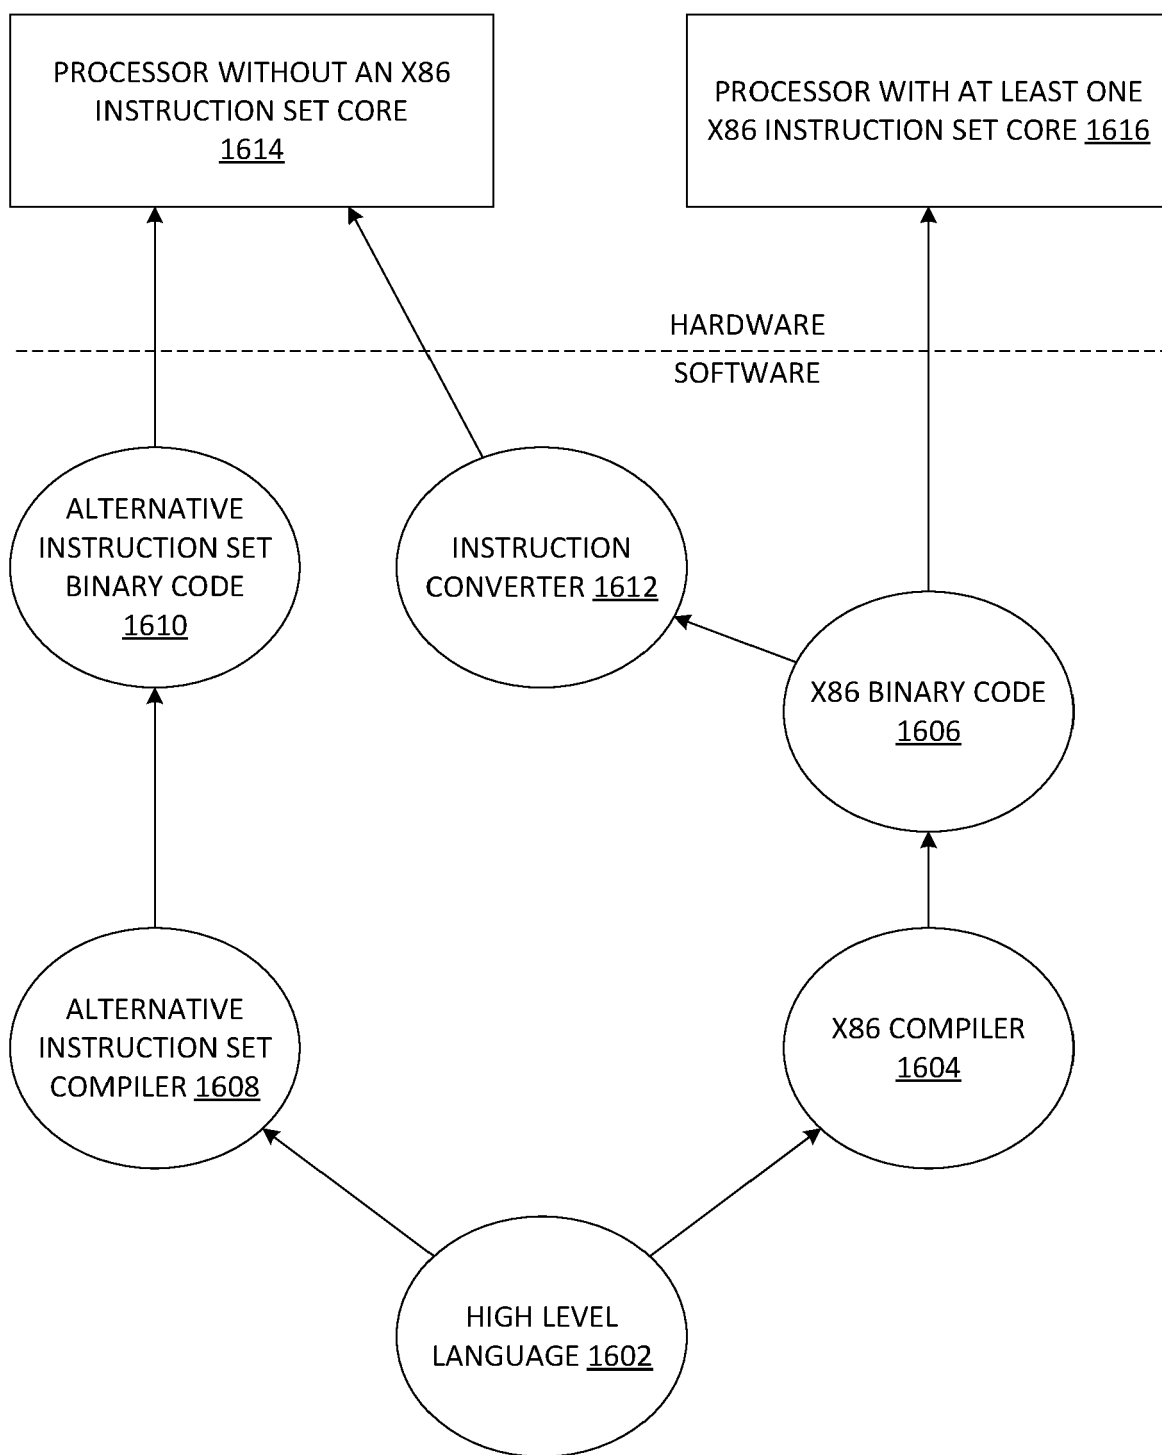 PROCESSOR WITHOUT AN X86
INSTRUCTION SET CORE
1614
PROCESSOR WITH AT LEAST ONE
X86 INSTRUCTION SET CORE 1616
HARDWARE
SOFTWARE
ALTERNATIVE
INSTRUCTION SET
BINARY CODE
1610
INSTRUCTION
CONVERTER 1612
X86 BINARY CODE
1606
ALTERNATIVE
INSTRUCTION SET
COMPILER 1608
X86 COMPILER
1604
HIGH LEVEL
LANGUAGE 1602